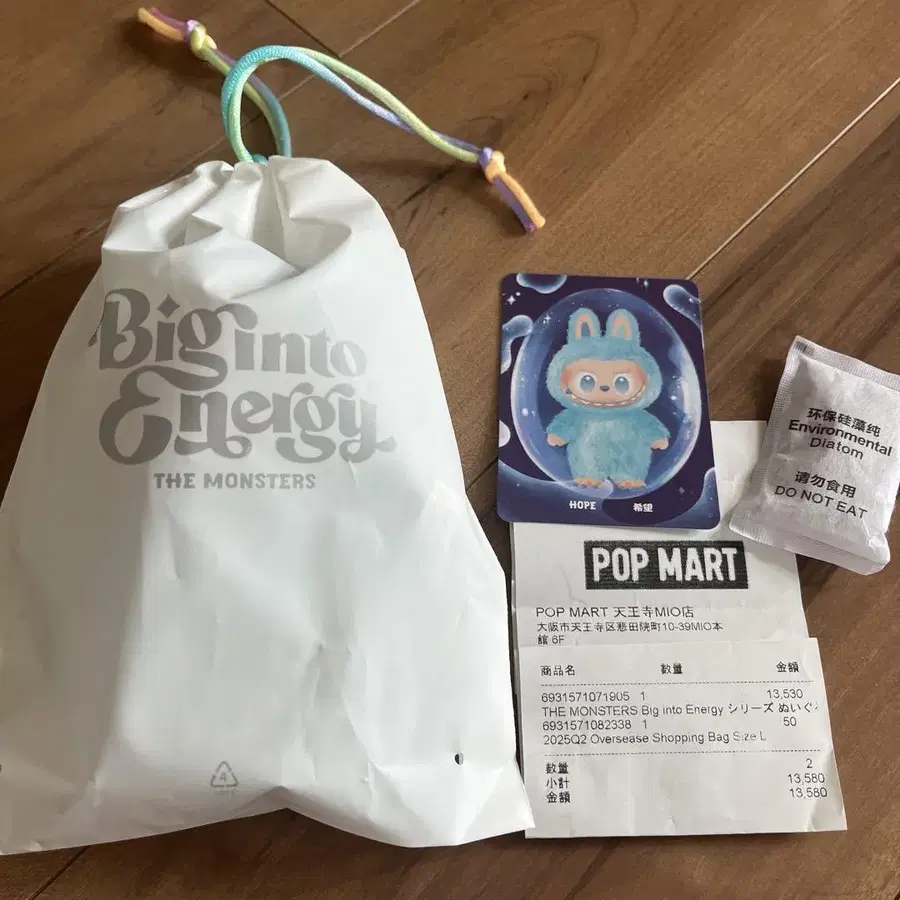 Big into
Energy
THE MONSTERS
4
HOPE 希望
环保硅藻纯
Environmental
Diatom
请勿食用
DO NOT EAT
POP MART
POP MART 天王寺MIO店
大阪市天王寺区悲田院町10-39MIO本
館 6F
商品名 数量 金額
6931571071905 1 13,530
THE MONSTERS Big into Energy シリーズ ぬいぐ
6931571082338 1 50
2025Q2 Oversease Shopping Bag Size L
数量 2
小計 13,580
金額 13,580